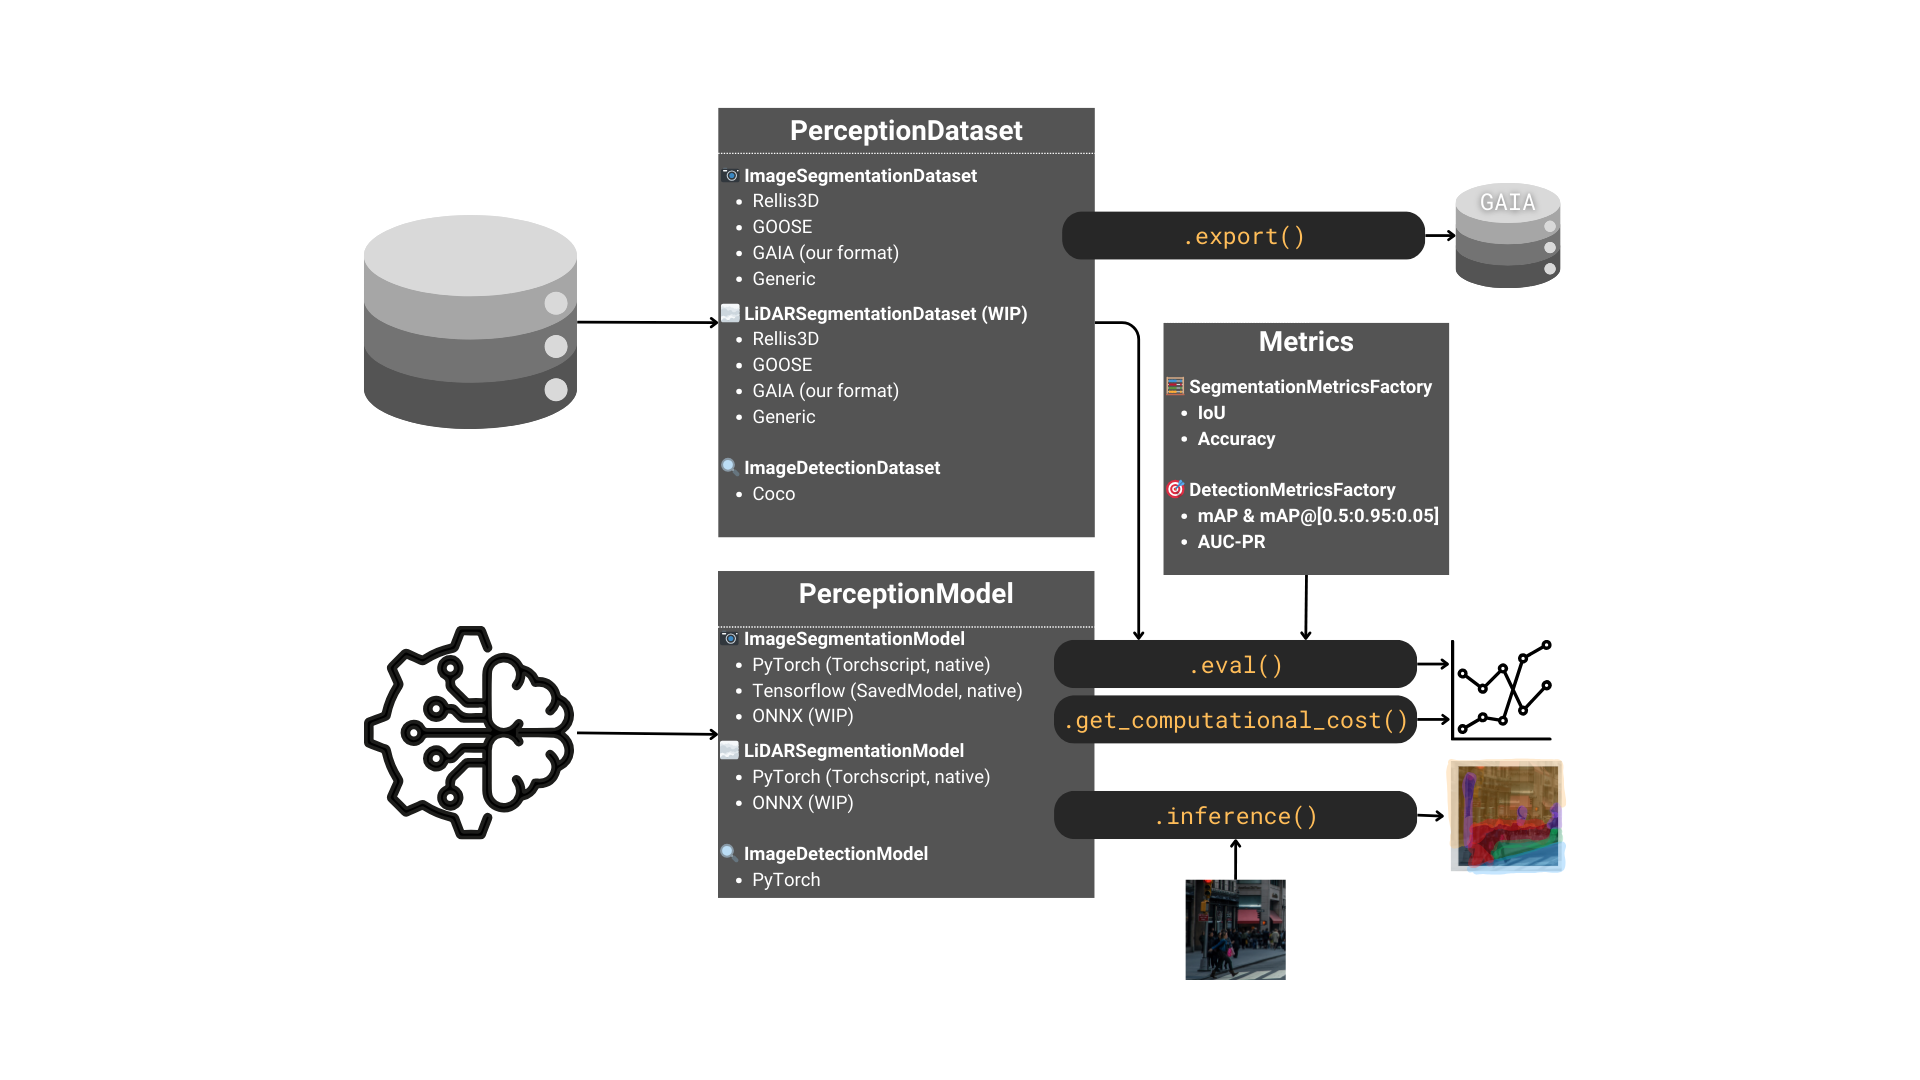 PerceptionDataset
ImageSegmentationDataset
Rellis3D
GOOSE
GAIA (our format)
Generic
LiDARSegmentationDataset (WIP)
Rellis3D
GOOSE
GAIA (our format)
Generic
ImageDetectionDataset
Coco
.export()
GAIA
Metrics
SegmentationMetricsFactory
IoU
Accuracy
DetectionMetricsFactory
mAP & mAP@[0.5:0.95:0.05]
AUC-PR
PerceptionModel
ImageSegmentationModel
PyTorch (Torchscript, native)
Tensorflow (SavedModel, native)
ONNX (WIP)
LiDARSegmentationModel
PyTorch (Torchscript, native)
ONNX (WIP)
ImageDetectionModel
PyTorch
.eval()
.get_computational_cost()
.inference()